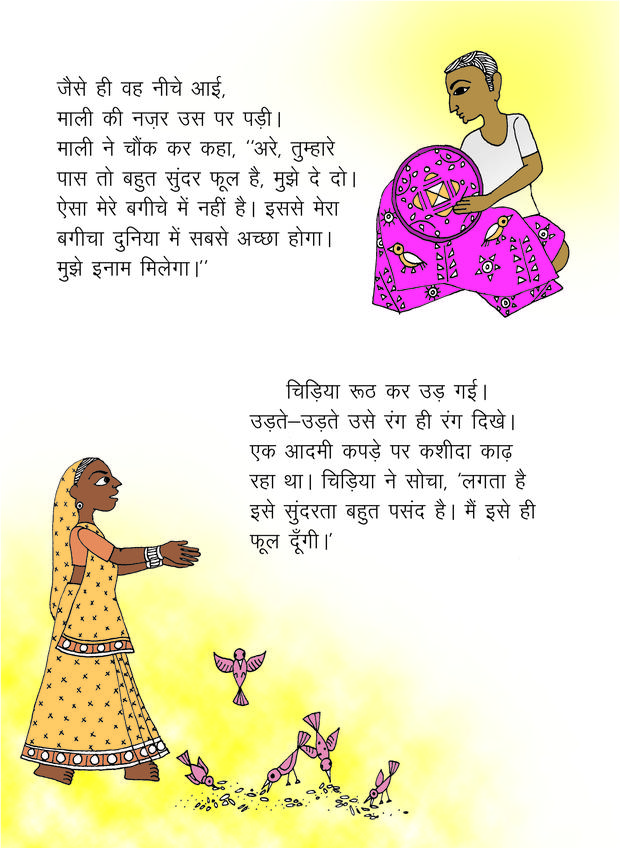 जैसे ही वह नीचे आई,
माली की नज़र उस पर पड़ी।
माली ने चौंक कर कहा, ‘‘अरे, तुम्हारे
पास तो बहुत सुंदर फूल है, मुझे दे दो।
ऐसा मेरे बगीचे में नहीं है। इससे मेरा
बगीचा दुनिया में सबसे अच्छा होगा।
मुझे इनाम मिलेगा।’’
चिड़िया रूठ कर उड़ गई।
उड़ते–उड़ते उसे रंग ही रंग दिखे।
एक आदमी कपड़े पर कशीदा काढ़
रहा था। चिड़िया ने सोचा, ‘लगता है
इसे सुंदरता बहुत पसंद है। मैं इसे ही
फूल दूँगी।’